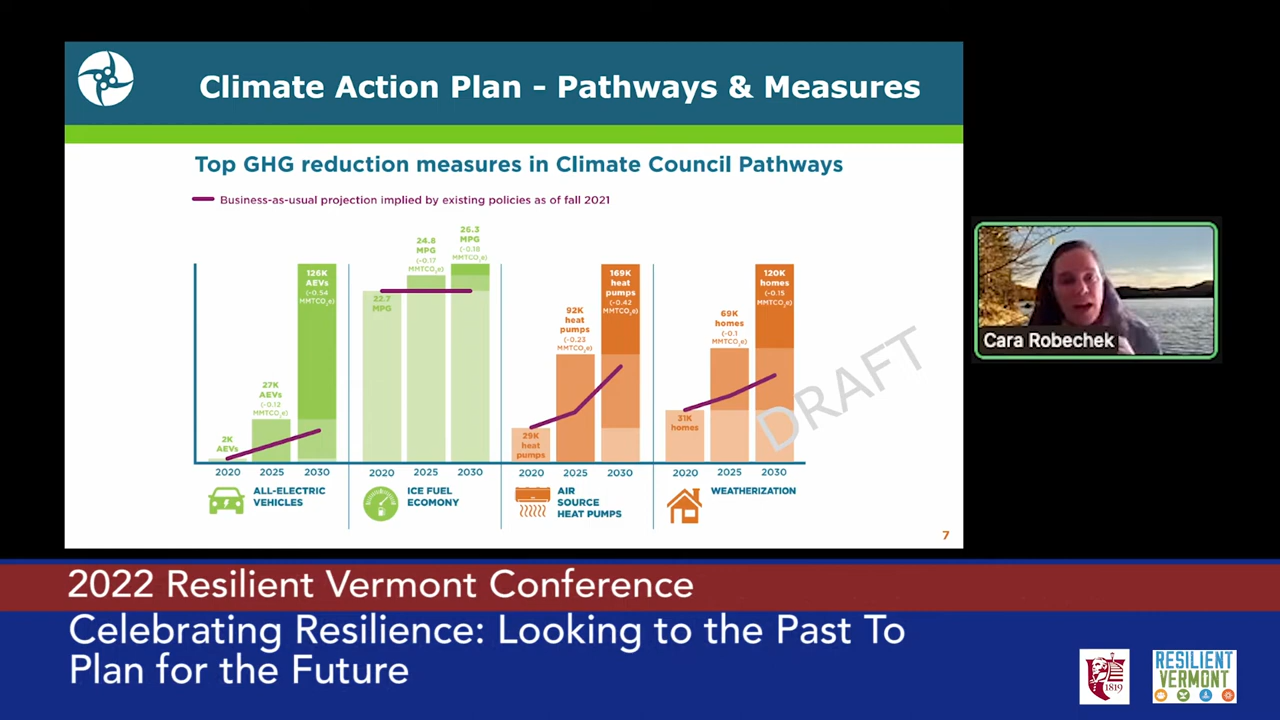 Climate Action Plan - Pathways & Measures
Top GHG reduction measures in Climate Council Pathways
Business-as-usual projection implied by existing policies as of fall 2021
2K
AEVs
27K
AEVs
(-0.12
MMTCO₂e)
126K
AEVs
(-0.54
MMTCO₂e)
2020
2025
2030
ALL-ELECTRIC
VEHICLES
22.7
MPG
24.8
MPG
(-0.17
MMTCO₂e)
26.3
MPG
(-0.18
MMTCO₂e)
2020
2025
2030
ICE FUEL
ECOMONY
29K
heat
pumps
92K
heat
pumps
(-0.23
MMTCO₂e)
169K
heat
pumps
(-0.42
MMTCO₂e)
2020
2025
2030
AIR
SOURCE
HEAT PUMPS
31K
homes
69K
homes
(-0.1
MMTCO₂e)
120K
homes
(-0.15
MMTCO₂e)
2020
2025
2030
WEATHERIZATION
DRAFT
7
Cara Robechek
2022 Resilient Vermont Conference
Celebrating Resilience: Looking to the Past To
Plan for the Future
1819
RESILIENT
VERMONT